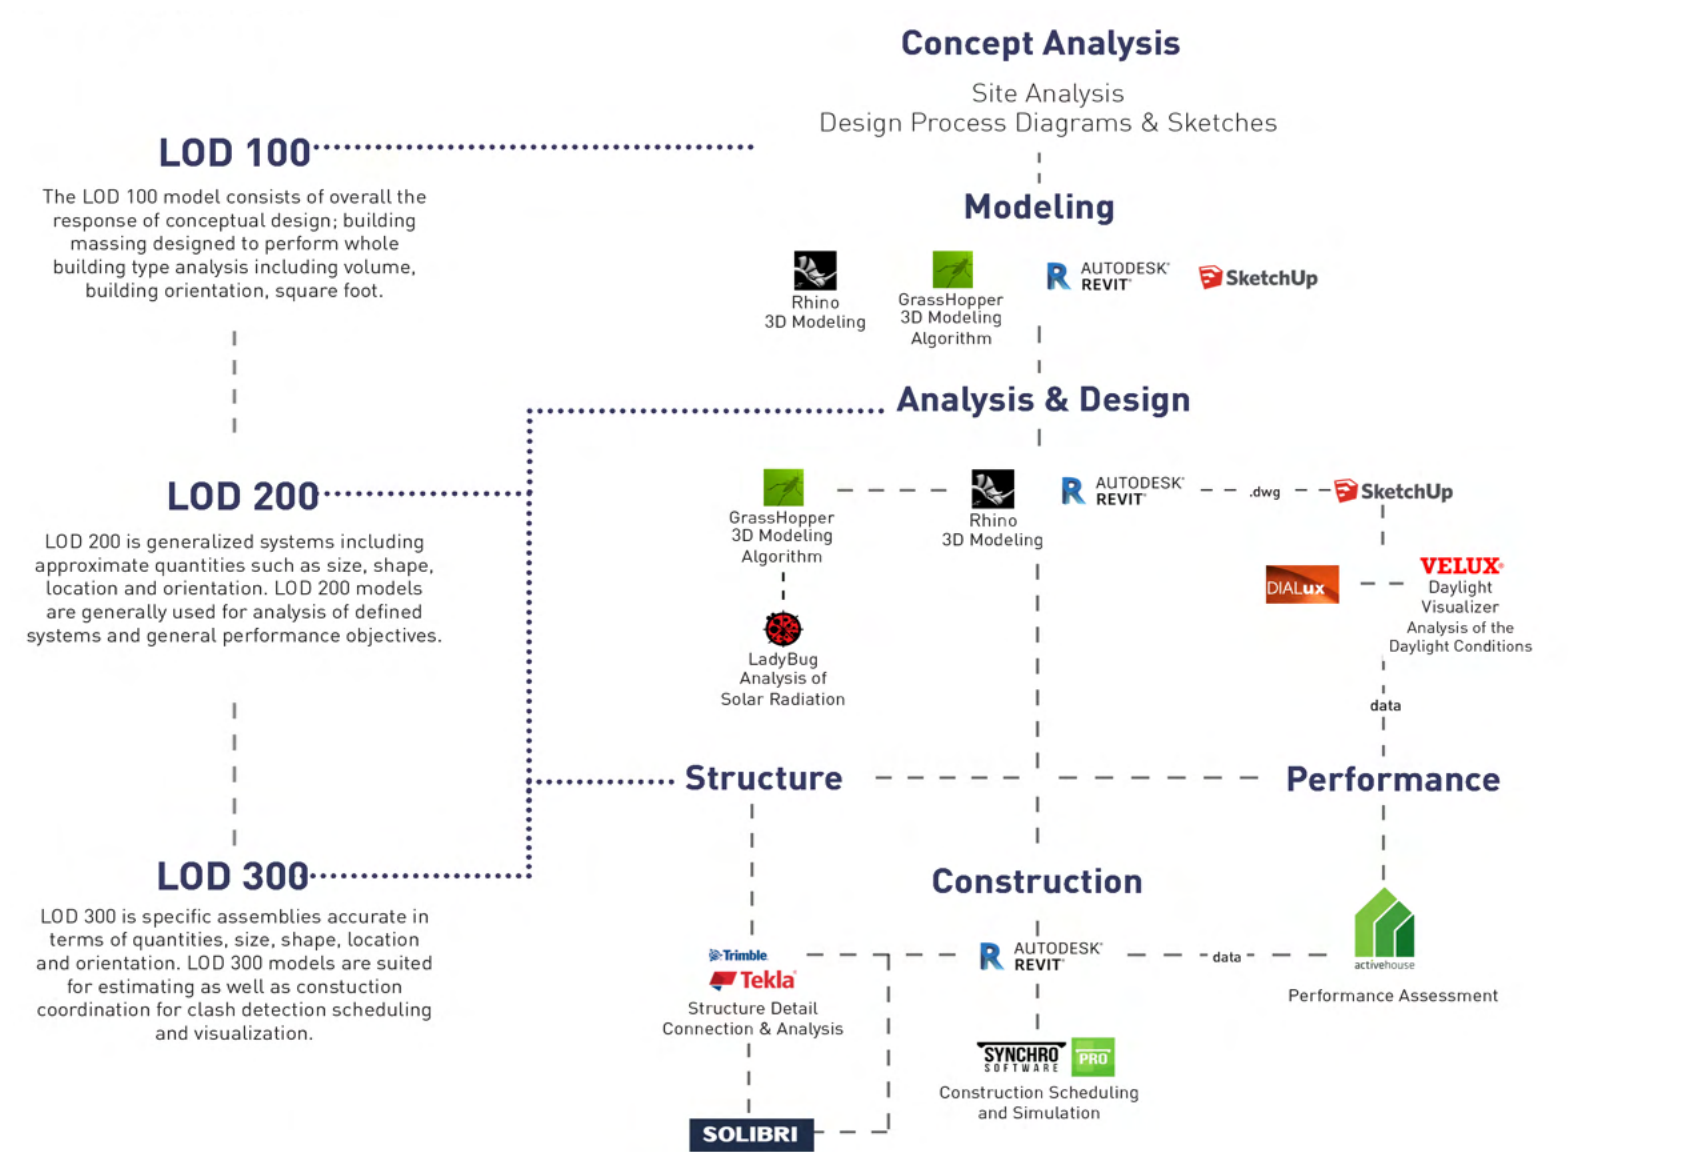 Concept Analysis
Site Analysis
Design Process Diagrams & Sketches
LOD 100
The LOD 100 model consists of overall the
response of conceptual design; building
massing designed to perform whole
building type analysis including volume,
building orientation, square foot.
Modeling
Rhino
3D Modeling
GrassHopper
3D Modeling
Algorithm
AUTODESK®
REVIT®
SketchUp
Analysis & Design
LOD 200
LOD 200 is generalized systems including
approximate quantities such as size, shape,
location and orientation. LOD 200 models
are generally used for analysis of defined
systems and general performance objectives.
GrassHopper
3D Modeling
Algorithm
Rhino
3D Modeling
AUTODESK®
REVIT®
.dwg
SketchUp
DIALux
VELUX®
Daylight
Visualizer
Analysis of the
Daylight Conditions
LadyBug
Analysis of
Solar Radiation
data
Structure
Performance
LOD 300
LOD 300 is specific assemblies accurate in
terms of quantities, size, shape, location
and orientation. LOD 300 models are suited
for estimating as well as constuction
coordination for clash detection scheduling
and visualization.
Construction
Trimble
Tekla®
Structure Detail
Connection & Analysis
AUTODESK®
REVIT®
data
activehouse
Performance Assessment
SYNCHRO
SOFTWARE
PRO
Construction Scheduling
and Simulation
SOLIBRI